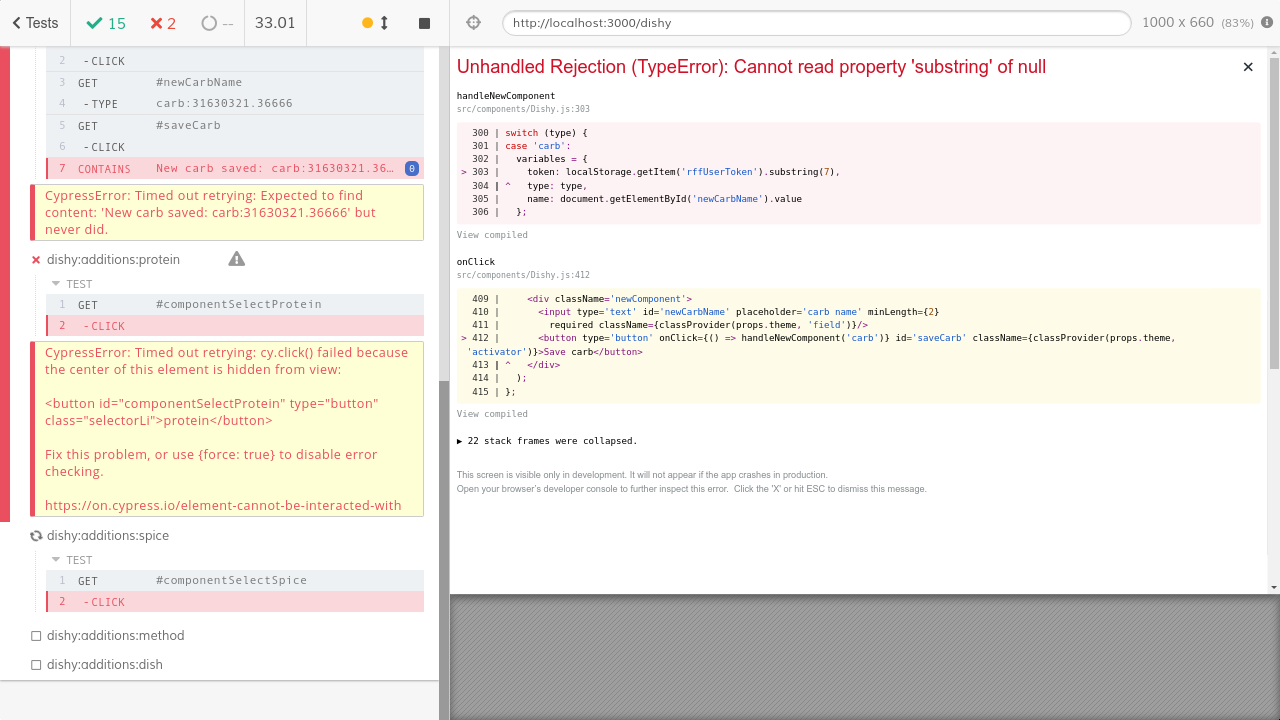 Tests
15
2
--
33.01
http://localhost:3000/dishy
1000 x 660 (83%)
2 -CLICK
3 GET #newCarbName
4 -TYPE carb:31630321.36666
5 GET #saveCarb
6 -CLICK
7 CONTAINS New carb saved: carb:31630321.36… 0
CypressError: Timed out retrying: Expected to find
content: 'New carb saved: carb:31630321.36666' but
never did.
dishy:additions:protein
TEST
1 GET #componentSelectProtein
2 -CLICK
CypressError: Timed out retrying: cy.click() failed because
the center of this element is hidden from view:
<button id="componentSelectProtein" type="button"
class="selectorLi">protein</button>
Fix this problem, or use {force: true} to disable error
checking.
https://on.cypress.io/element-cannot-be-interacted-with
dishy:additions:spice
TEST
1 GET #componentSelectSpice
2 -CLICK
dishy:additions:method
dishy:additions:dish
Unhandled Rejection (TypeError): Cannot read property 'substring' of null
handleNewComponent
src/components/Dishy.js:303
300 | switch (type) {
301 | case 'carb':
302 |   variables = {
> 303 |     token: localStorage.getItem('rffUserToken').substring(7),
304 | ^   type: type,
305 |     name: document.getElementById('newCarbName').value
306 |   };
View compiled
onClick
src/components/Dishy.js:412
409 |     <div className='newComponent'>
410 |       <input type='text' id='newCarbName' placeholder='carb name' minLength={2}
411 |         required className={classProvider(props.theme, 'field')}/>
> 412 |       <button type='button' onClick={() => handleNewComponent('carb')} id='saveCarb' className={classProvider(props.theme,
'activator')}>Save carb</button>
413 | ^   </div>
414 |   );
415 | };
View compiled
▶ 22 stack frames were collapsed.
This screen is visible only in development. It will not appear if the app crashes in production.
Open your browser's developer console to further inspect this error.  Click the 'X' or hit ESC to dismiss this message.